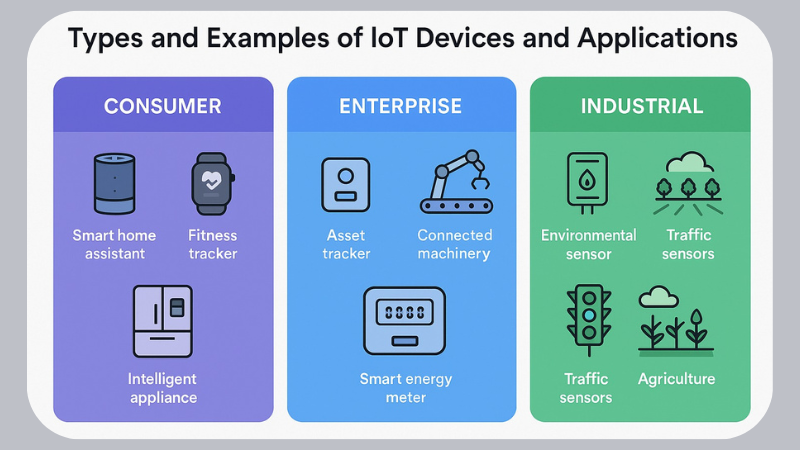 Types and Examples of IoT Devices and Applications
CONSUMER
Smart home
assistant
Fitness
tracker
Intelligent
appliance
ENTERPRISE
Asset
tracker
Connected
machinery
Smart energy
meter
INDUSTRIAL
Environmental
sensor
Traffic
sensors
Traffic
sensors
Agriculture